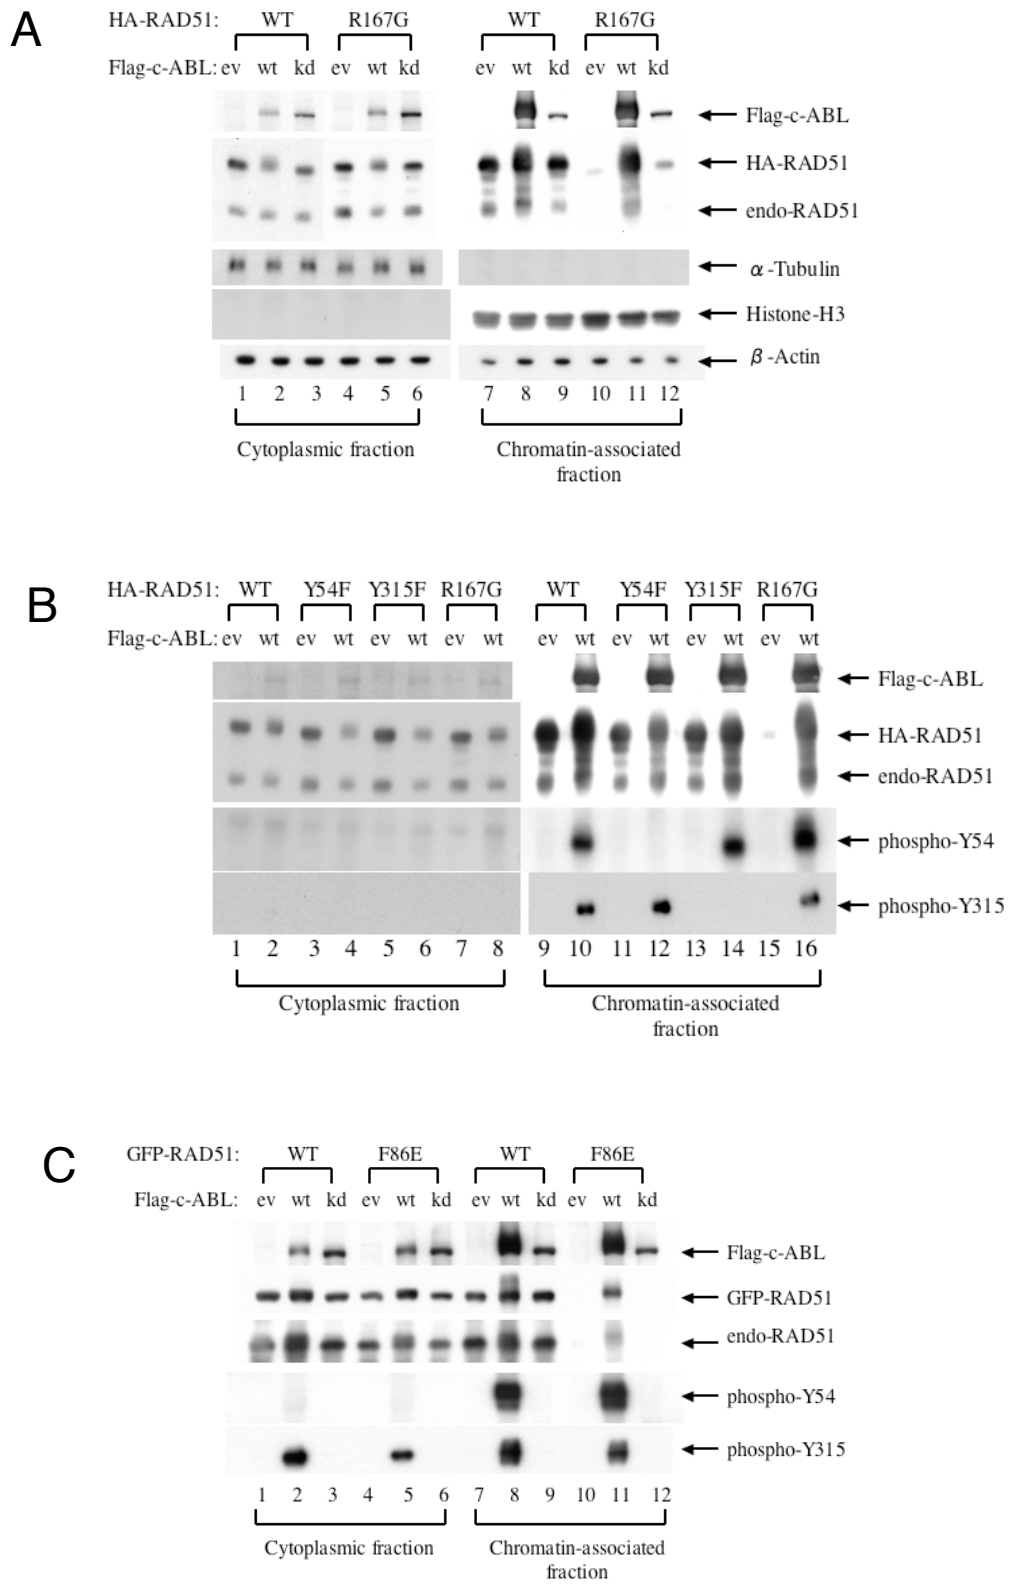 A
HA-RAD51: WT R167G WT R167G
Flag-c-ABL: ev wt kd ev wt kd ev wt kd ev wt kd
Flag-c-ABL
HA-RAD51
endo-RAD51
α-Tubulin
Histone-H3
β-Actin
1 2 3 4 5 6 7 8 9 10 11 12
Cytoplasmic fraction Chromatin-associated
fraction
B
HA-RAD51: WT Y54F Y315F R167G WT Y54F Y315F R167G
Flag-c-ABL: ev wt ev wt ev wt ev wt ev wt ev wt ev wt ev wt
Flag-c-ABL
HA-RAD51
endo-RAD51
phospho-Y54
phospho-Y315
1 2 3 4 5 6 7 8 9 10 11 12 13 14 15 16
Cytoplasmic fraction Chromatin-associated
fraction
C
GFP-RAD51: WT F86E WT F86E
Flag-c-ABL: ev wt kd ev wt kd ev wt kd ev wt kd
Flag-c-ABL
GFP-RAD51
endo-RAD51
phospho-Y54
phospho-Y315
1 2 3 4 5 6 7 8 9 10 11 12
Cytoplasmic fraction Chromatin-associated
fraction